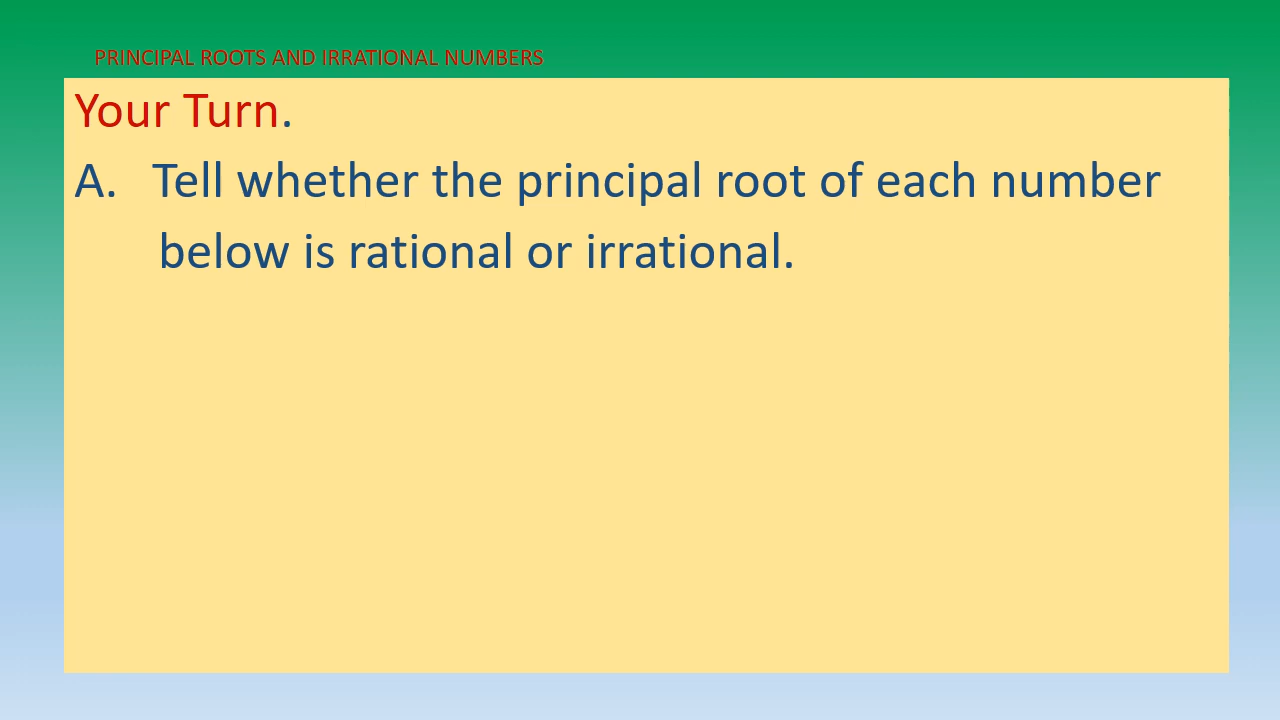 PRINCIPAL ROOTS AND IRRATIONAL NUMBERS
Your Turn.
A. Tell whether the principal root of each number
below is rational or irrational.